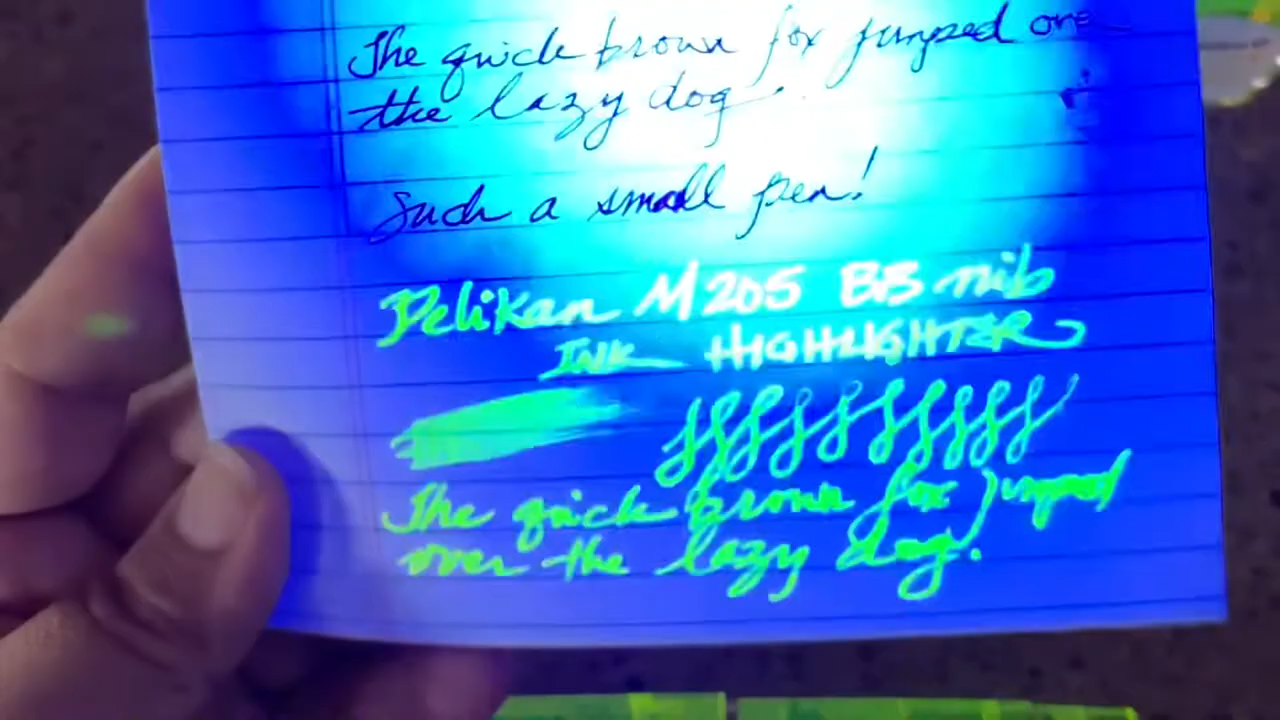 The quick brown fox jumped over
the lazy dog.
Such a small pen!
Pelikan M205 BB nib
INK HIGHLIGHTER
The quick brown fox jumped
over the lazy dog.